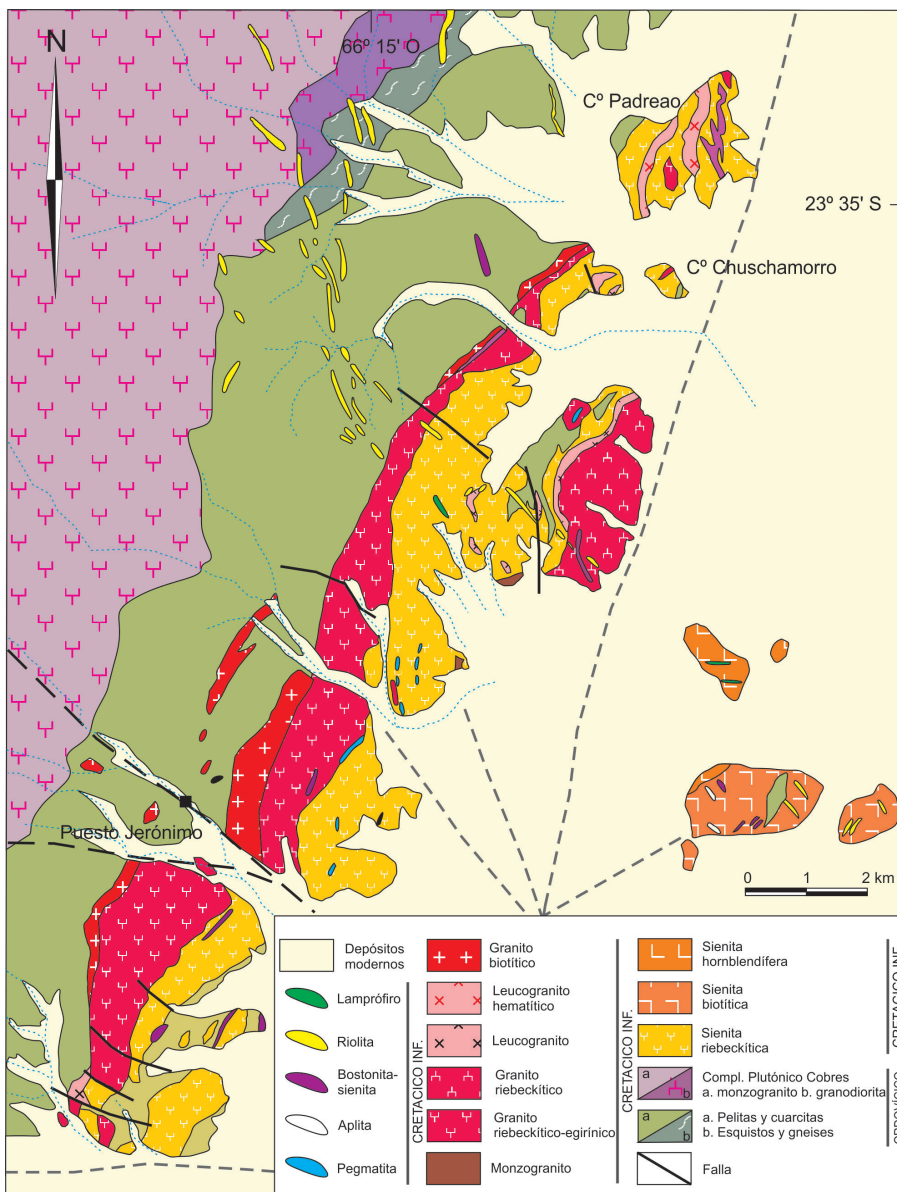 N
66º 15' O
Cº Padreao
23º 35' S
Cº Chuschamorro
Puesto Jerónimo
0 1 2 km
Depósitos
modernos
Lamprófiro
Riolita
Bostonita-
sienita
Aplita
Pegmatita
CRETACICO INF.
Granito
biotítico
Leucogranito
hematítico
Leucogranito
Granito
riebeckítico
Granito
riebeckítico-egirínico
Monzogranito
CRETACICO INF.
Sienita
hornblendífera
Sienita
biotítica
Sienita
riebeckítica
CRETACICO INF.
a b
Compl. Plutónico Cobres
a. monzogranito b. granodiorita
a b
a. Pelitas y cuarcitas
b. Esquistos y gneises
Falla